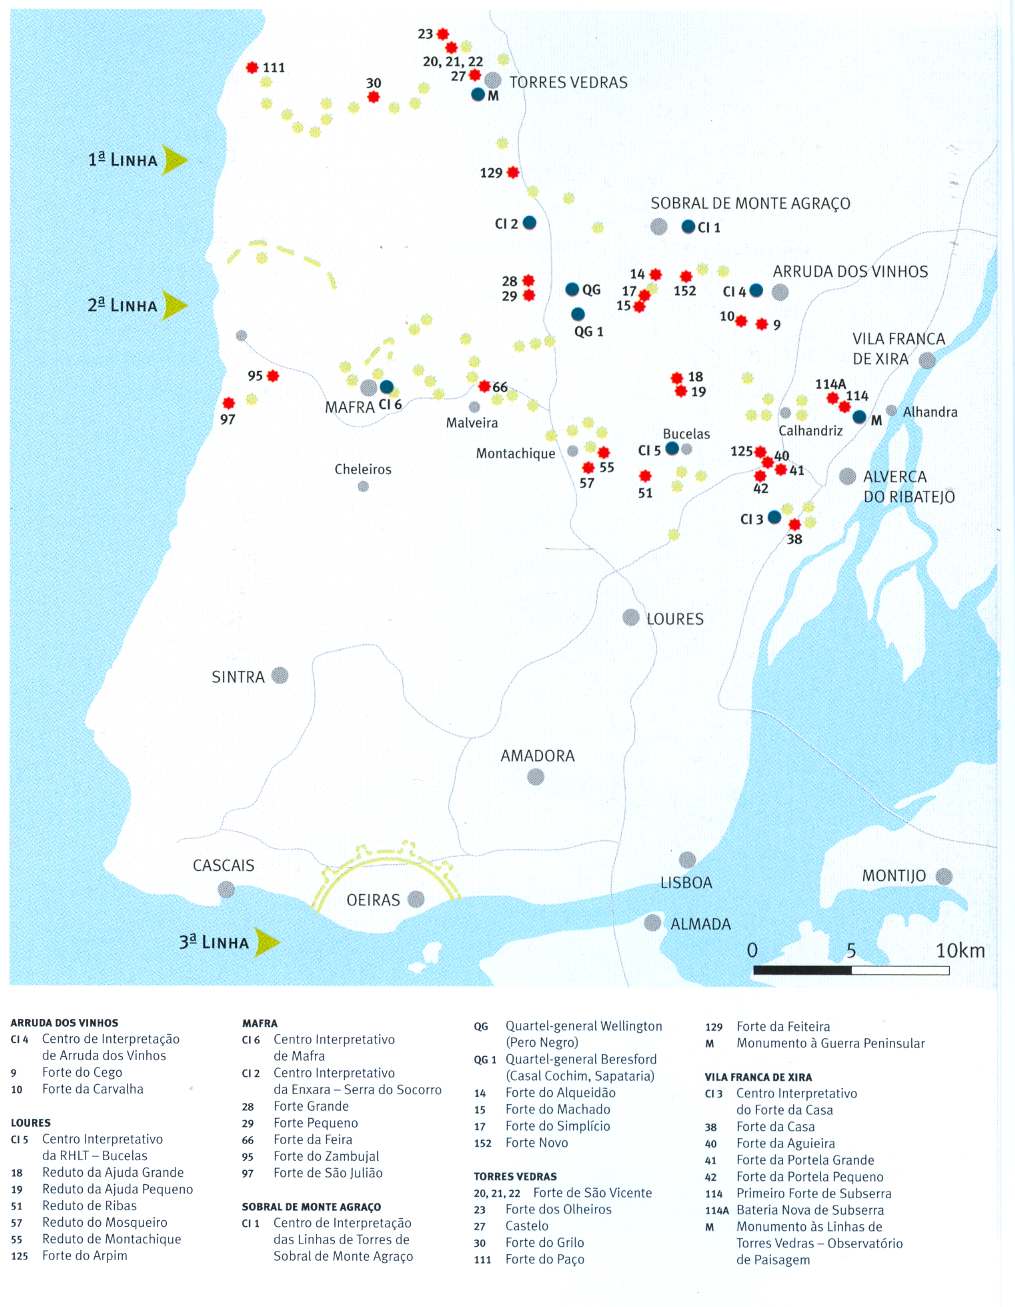 23
20, 21, 22
27
TORRES VEDRAS
M
111
30
1ª LINHA
129
SOBRAL DE MONTE AGRAÇO
CI 2
CI 1
28
29
QG
QG 1
14
17
15
152
ARRUDA DOS VINHOS
CI 4
10
9
2ª LINHA
VILA FRANCA
DE XIRA
95
97
MAFRA
CI 6
66
Malveira
18
19
114A
114
M
Alhandra
Calhandriz
Montachique
Bucelas
CI 5
55
57
51
125
40
41
42
ALVERCA
DO RIBATEJO
Cheleiros
CI 3
38
LOURES
SINTRA
AMADORA
CASCAIS
OEIRAS
LISBOA
MONTIJO
ALMADA
3ª LINHA
0 5 10km
ARRUDA DOS VINHOS
CI 4 Centro de Interpretação
de Arruda dos Vinhos
9 Forte do Cego
10 Forte da Carvalha
LOURES
CI 5 Centro Interpretativo
da RHLT – Bucelas
18 Reduto da Ajuda Grande
19 Reduto da Ajuda Pequeno
51 Reduto de Ribas
57 Reduto do Mosqueiro
55 Reduto de Montachique
125 Forte do Arpim
MAFRA
CI 6 Centro Interpretativo
de Mafra
CI 2 Centro Interpretativo
da Enxara – Serra do Socorro
28 Forte Grande
29 Forte Pequeno
66 Forte da Feira
95 Forte do Zambujal
97 Forte de São Julião
SOBRAL DE MONTE AGRAÇO
CI 1 Centro de Interpretação
das Linhas de Torres de
Sobral de Monte Agraço
QG Quartel-general Wellington
(Pero Negro)
QG 1 Quartel-general Beresford
(Casal Cochim, Sapataria)
14 Forte do Alqueidão
15 Forte do Machado
17 Forte do Simplício
152 Forte Novo
TORRES VEDRAS
20, 21, 22 Forte de São Vicente
23 Forte dos Olheiros
27 Castelo
30 Forte do Grilo
111 Forte do Paço
129 Forte da Feiteira
M Monumento à Guerra Peninsular
VILA FRANCA DE XIRA
CI 3 Centro Interpretativo
do Forte da Casa
38 Forte da Casa
40 Forte da Aguieira
41 Forte da Portela Grande
42 Forte da Portela Pequeno
114 Primeiro Forte de Subserra
114A Bateria Nova de Subserra
M Monumento às Linhas de
Torres Vedras – Observatório
de Paisagem